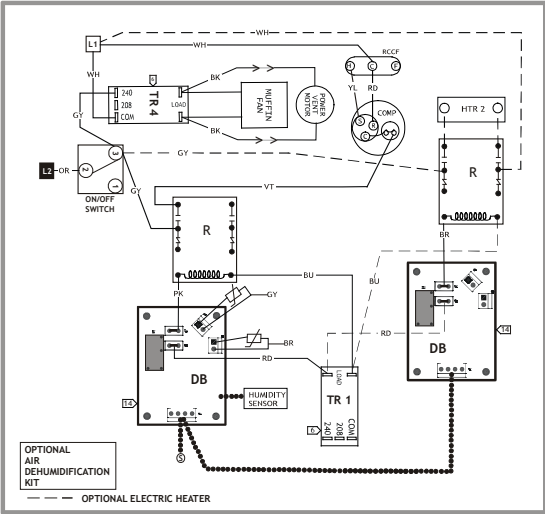 WH
L1
WH
RCCF
H
C
F
BK
YL
RD
WH
240
208
COM
TR 4
LOAD
MUFFIN
FAN
POWER
VENT
MOTOR
COMP
S
R
C
HTR 2
GY
BK
3
GY
L2
OR
2
R
1
VT
ON/OFF
SWITCH
GY
R
BR
BU
BU
PK
GY
RD
BR
RD
DB
14
LOAD
DB
HUMIDITY
SENSOR
TR 1
14
6
240
208
COM
S
OPTIONAL
AIR
DEHUMIDIFICATION
KIT
OPTIONAL ELECTRIC HEATER